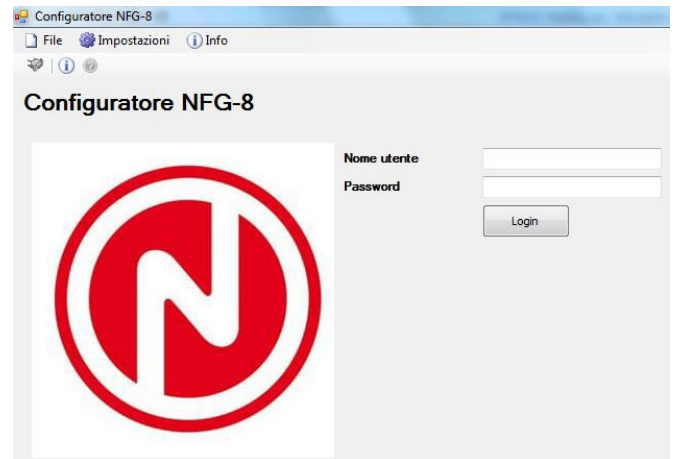 Configuratore NFG-8
File Impostazioni Info
Configuratore NFG-8
Nome utente
Password
Login